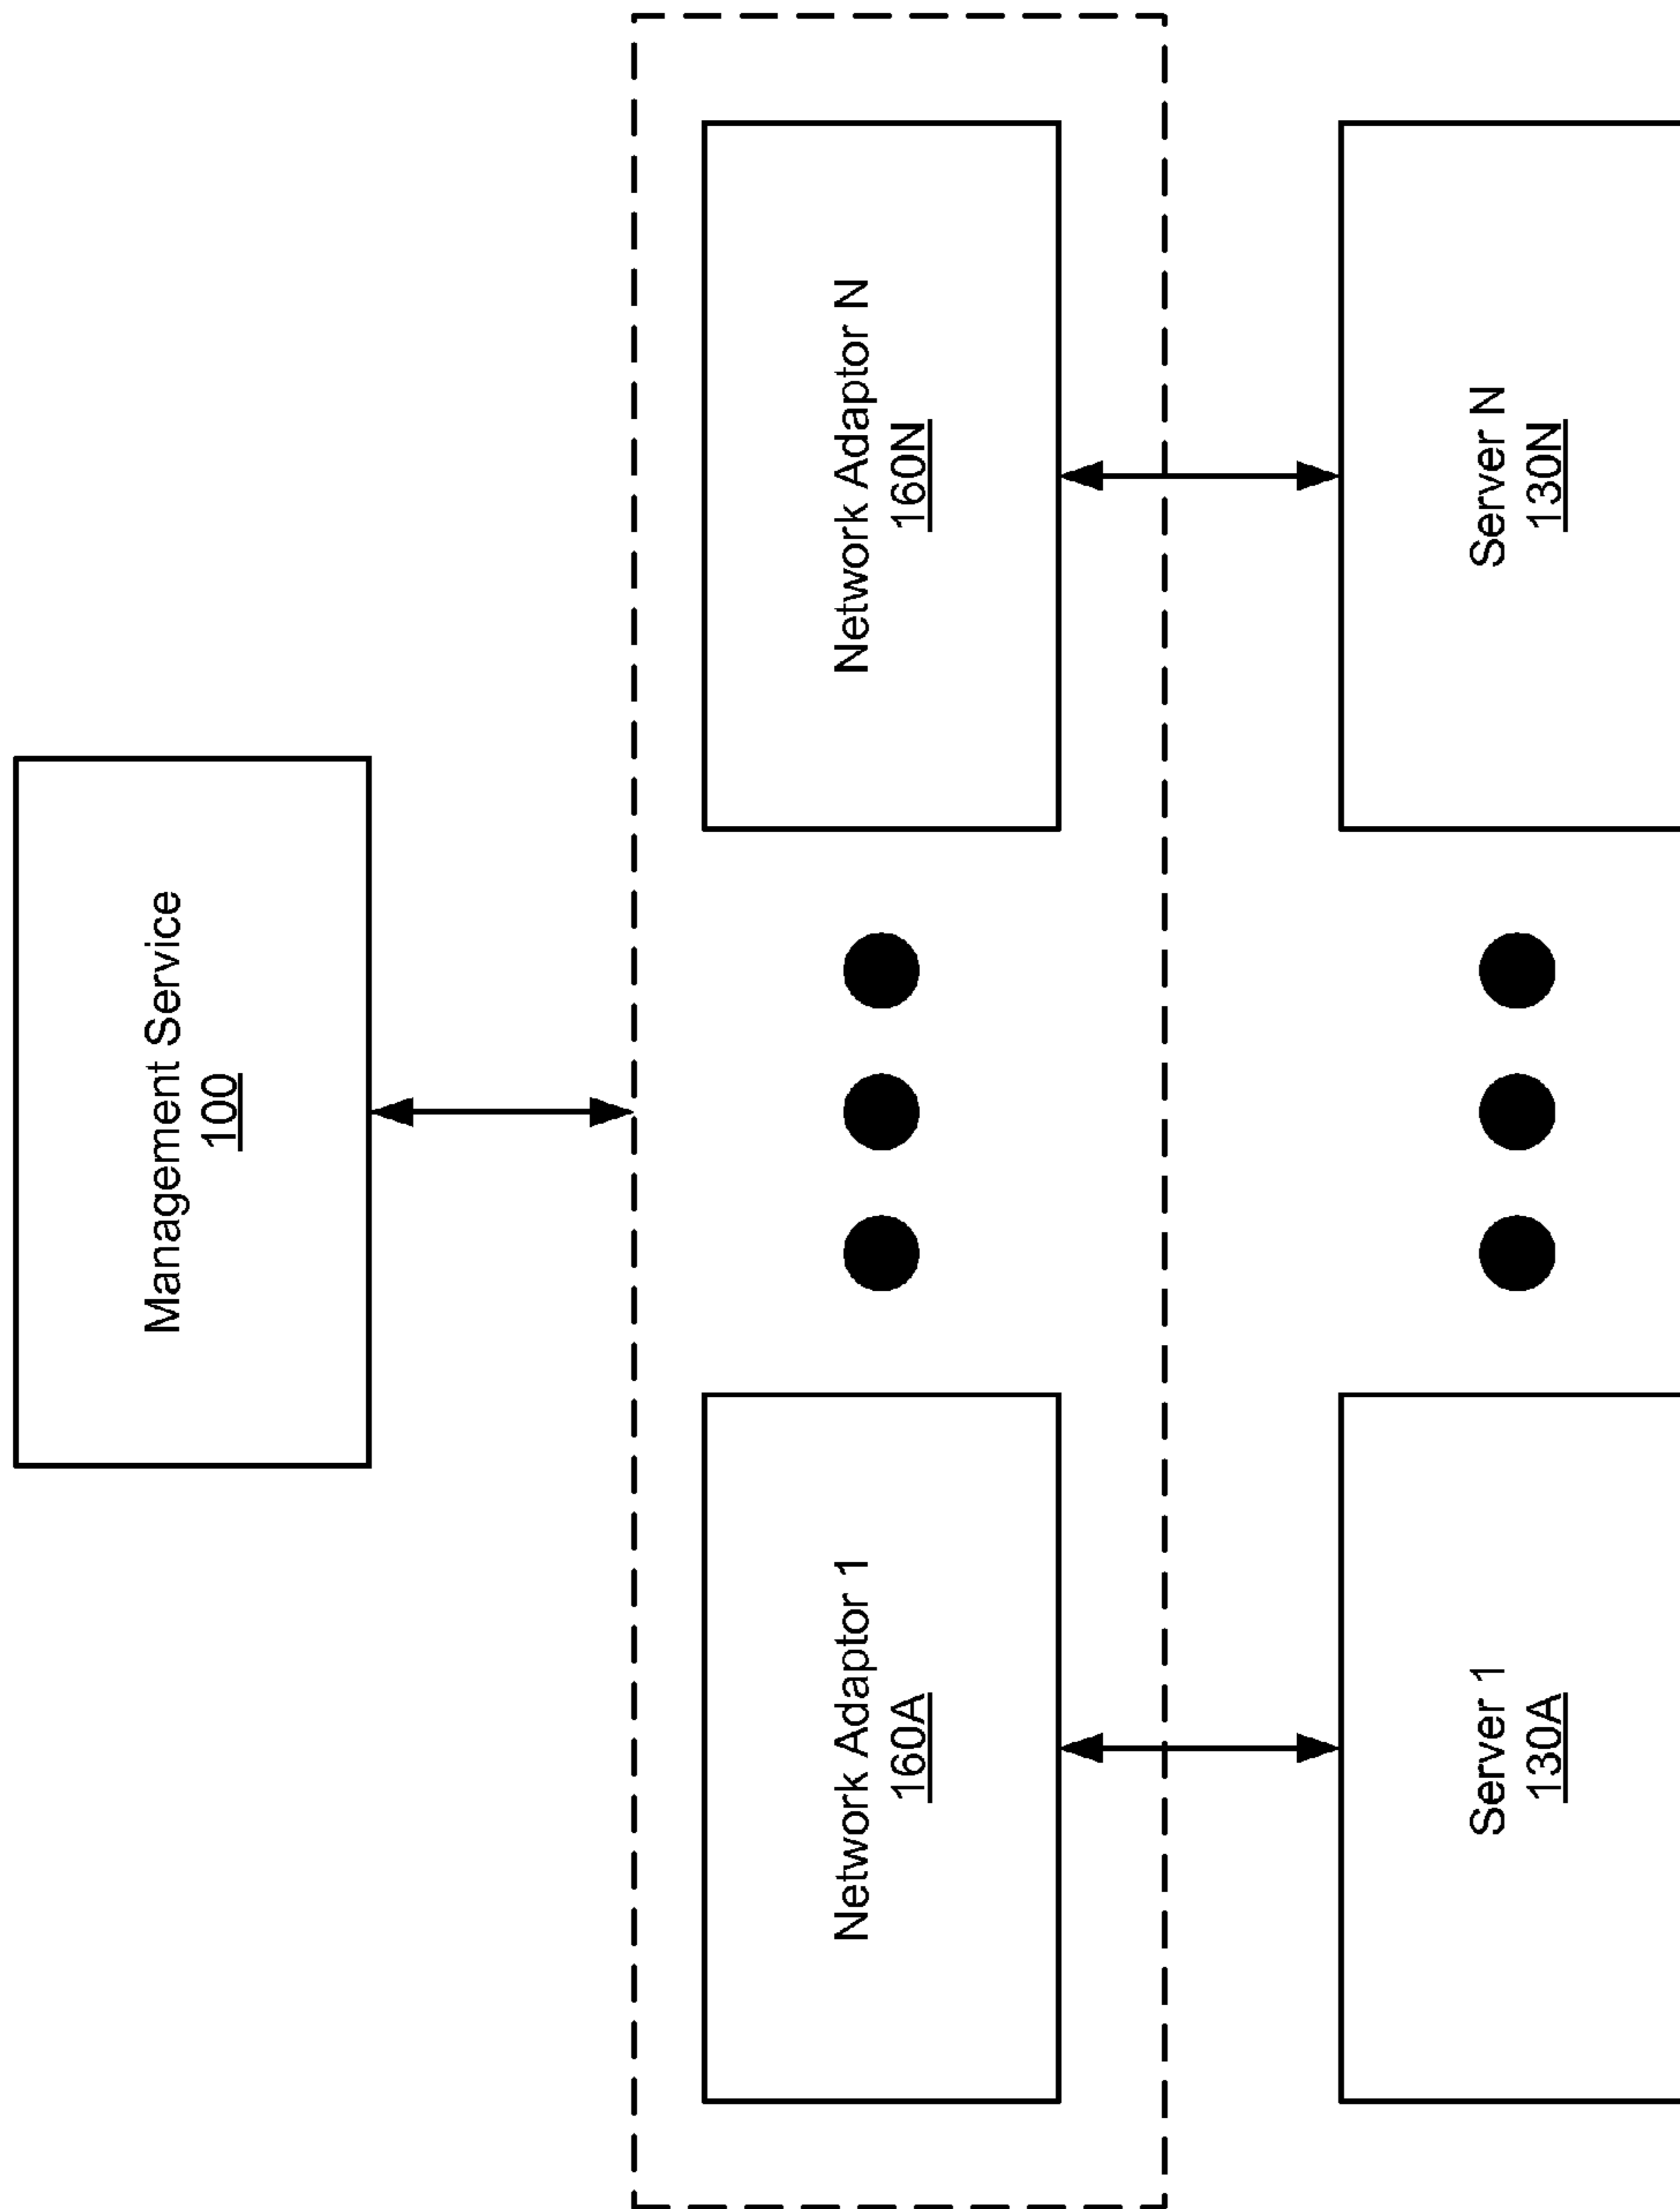 Management Service
100
Network Adaptor 1
160A
Network Adaptor N
160N
Server 1
130A
Server N
130N